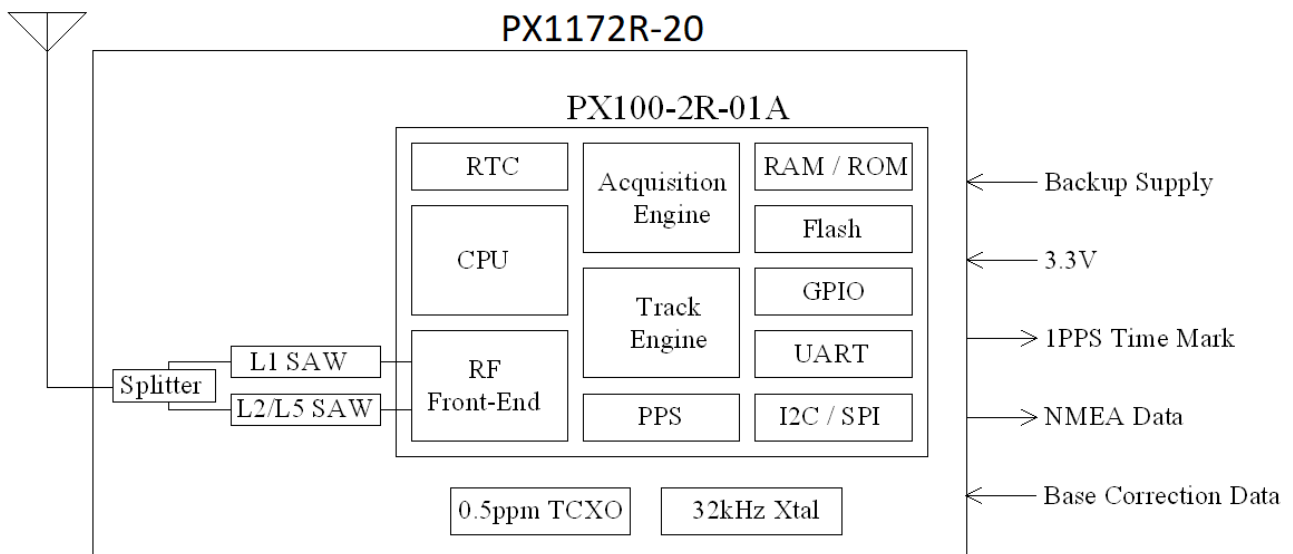 PX1172R-20
PX100-2R-01A
RTC
Acquisition
Engine
RAM / ROM
Backup Supply
CPU
Flash
3.3V
Track
Engine
GPIO
1PPS Time Mark
L1 SAW
RF
Front-End
UART
Splitter
L2/L5 SAW
PPS
I2C / SPI
NMEA Data
0.5ppm TCXO
32kHz Xtal
Base Correction Data